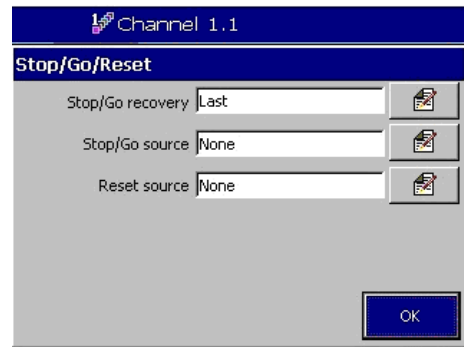 Channel 1.1
Stop/Go/Reset
Stop/Go recovery Last
Stop/Go source None
Reset source None
OK